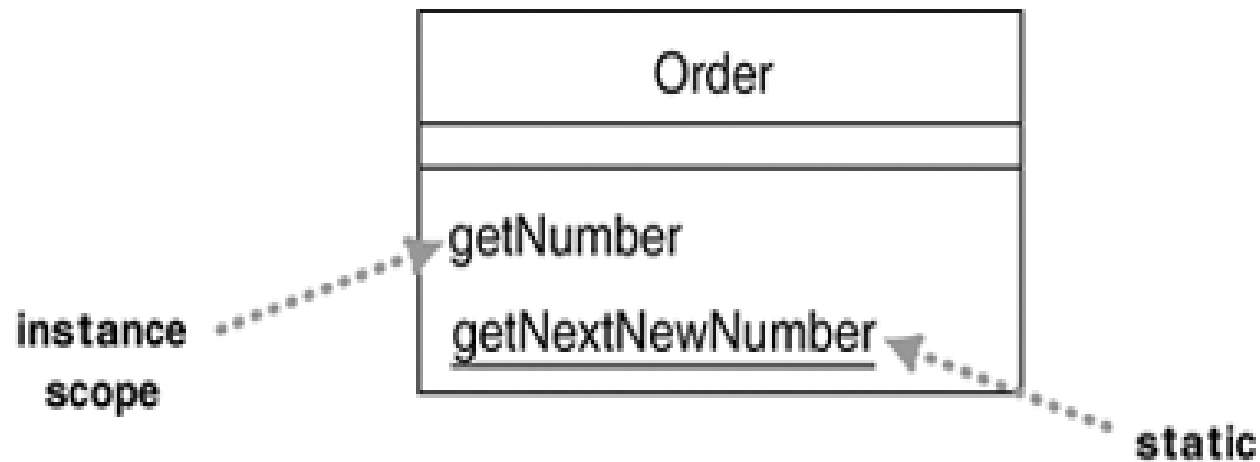 Order
getNumber
getNextNewNumber
instance
scope
static